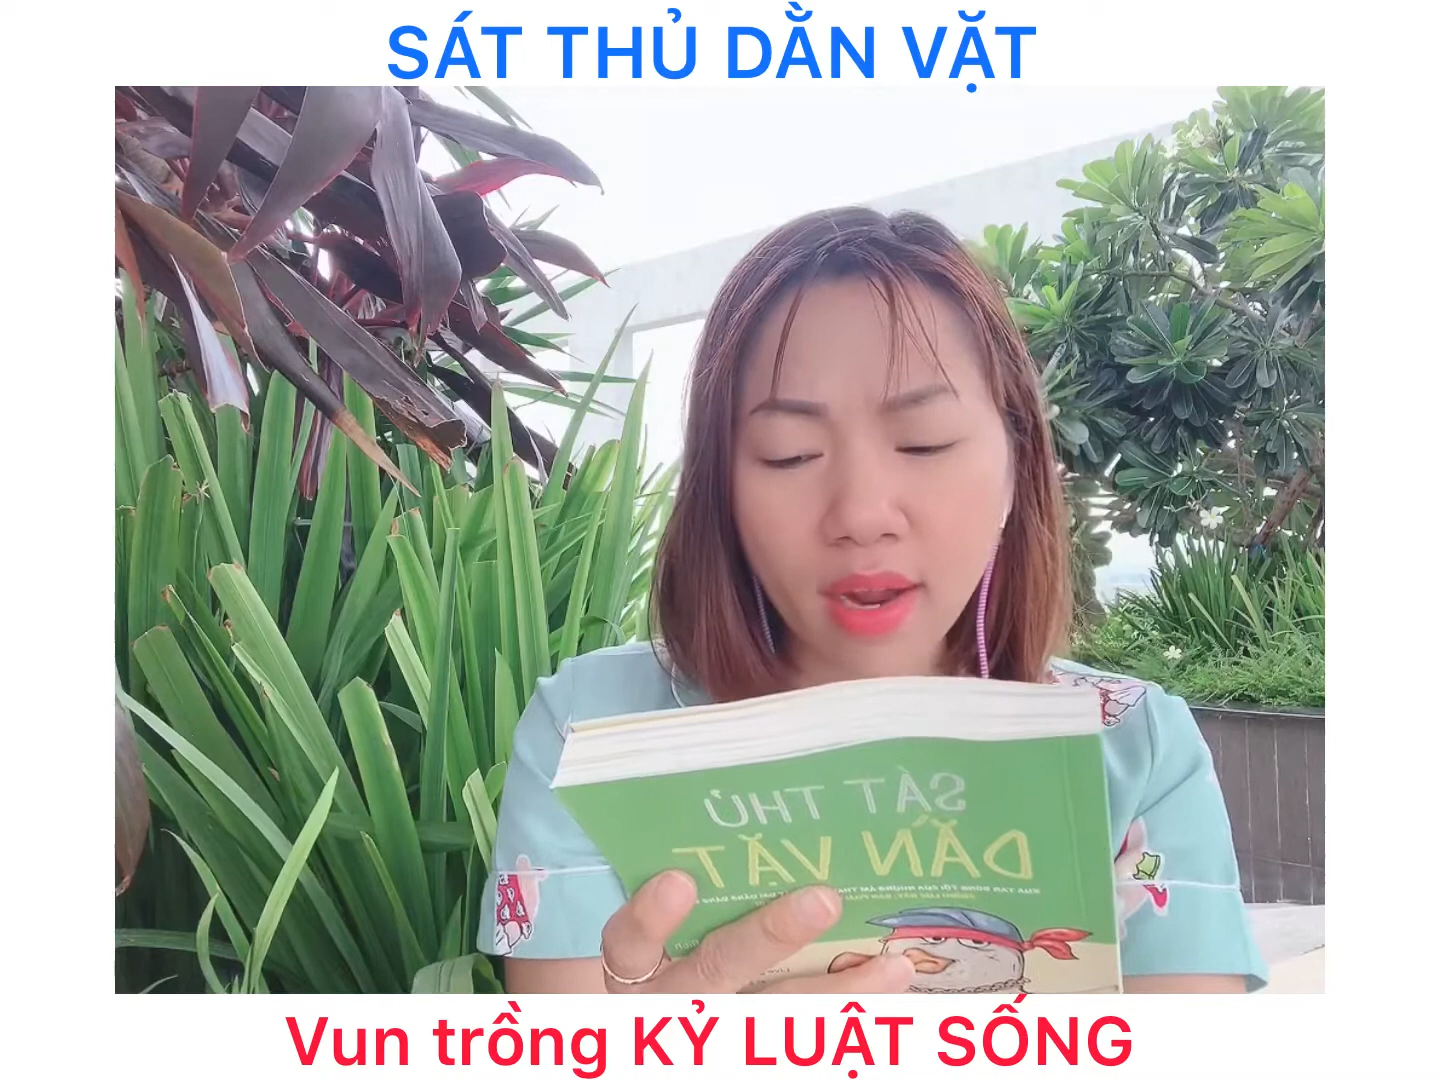 SÁT THỦ DẰN VẶT
SÁT THỦ
DẰN VẶT
Vun trồng KỶ LUẬT SỐNG